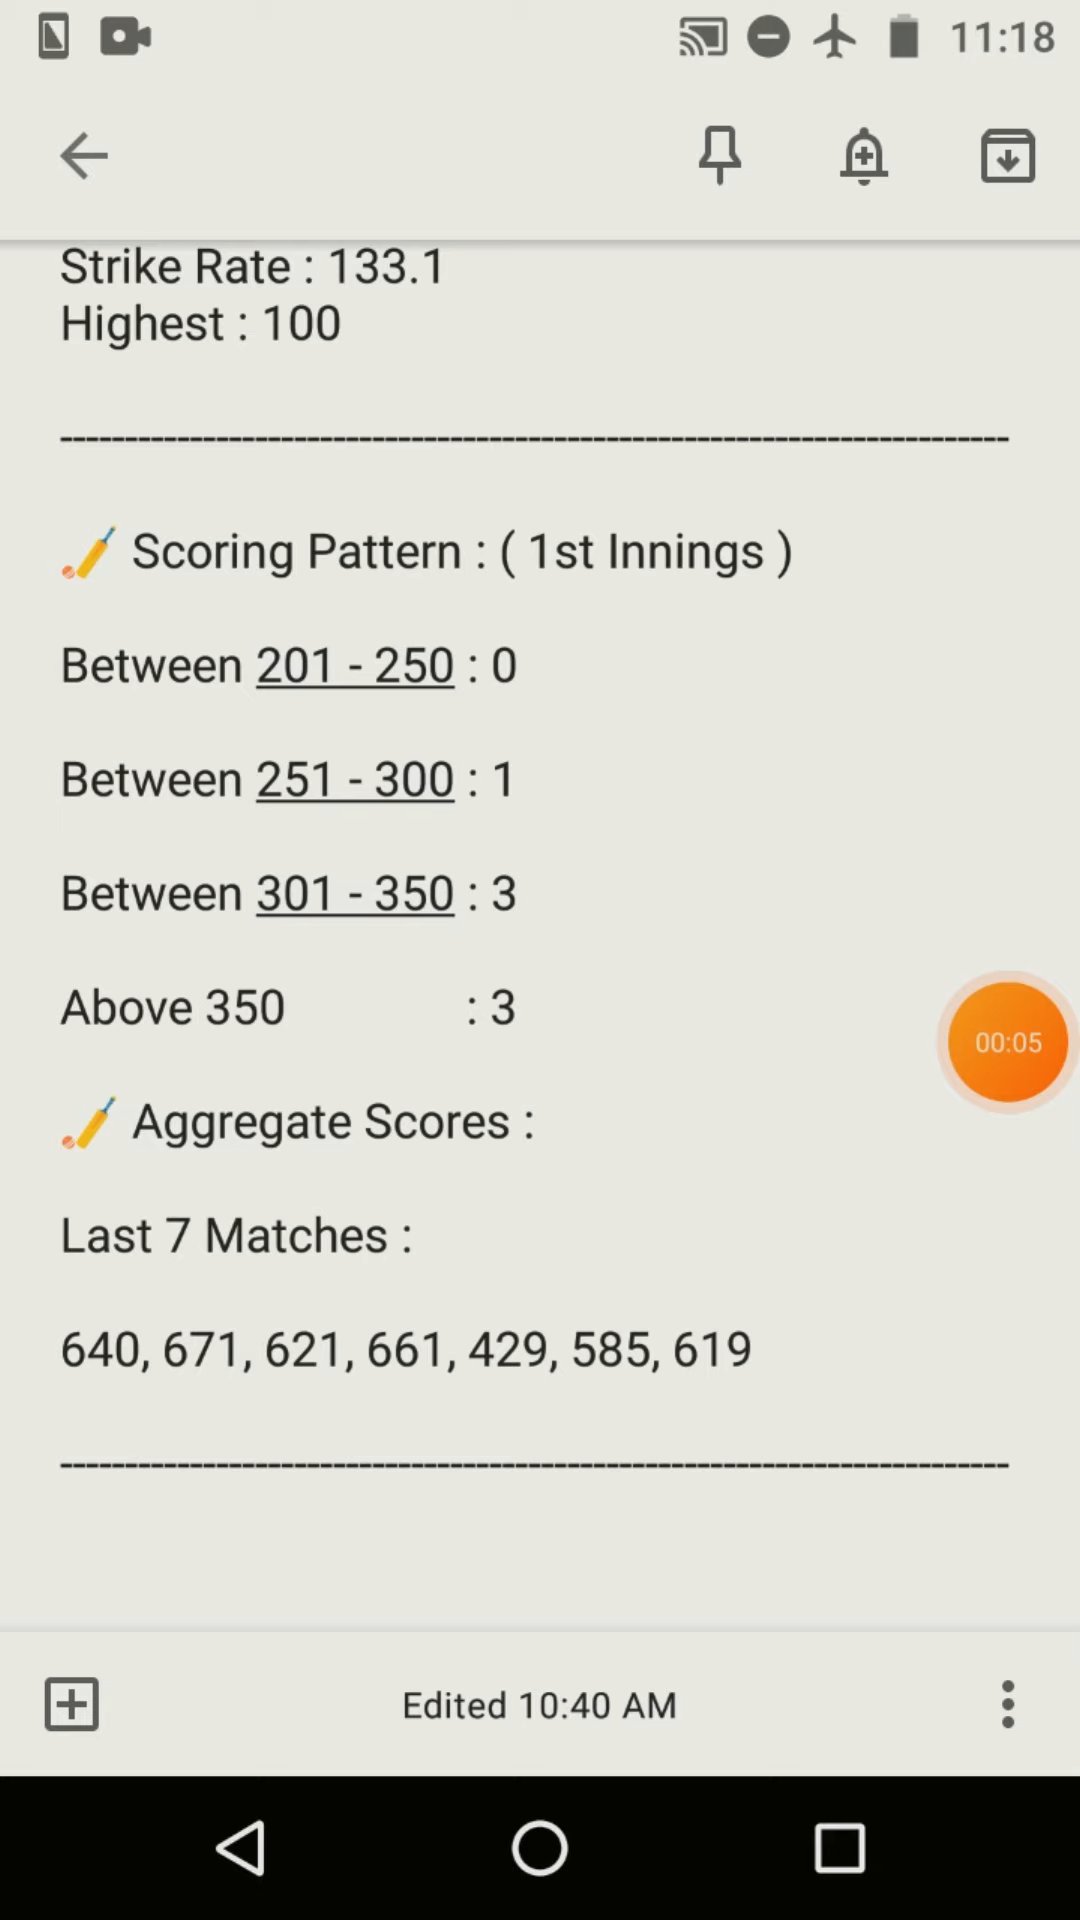 11:18
Strike Rate : 133.1
Highest : 100
-------------------------------------------------------------------------------
🏏 Scoring Pattern : ( 1st Innings )
Between 201 - 250 : 0
Between 251 - 300 : 1
Between 301 - 350 : 3
Above 350 : 3
00:05
🏏 Aggregate Scores :
Last 7 Matches :
640, 671, 621, 661, 429, 585, 619
-------------------------------------------------------------------------------
Edited 10:40 AM